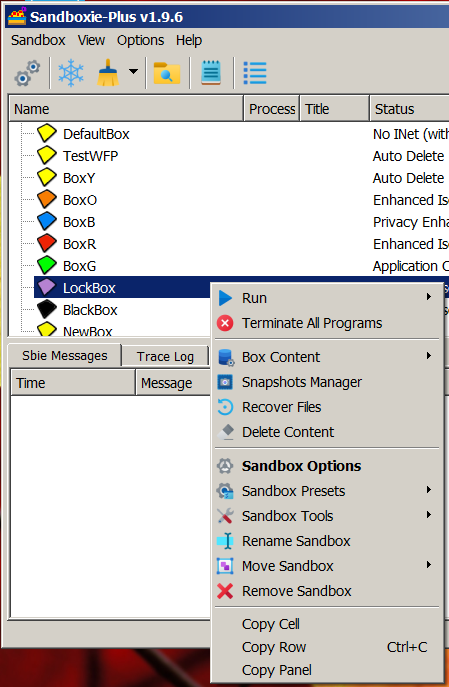 Sandboxie-Plus v1.9.6
Sandbox View Options Help
Name Process Title Status
DefaultBox No INet (with
TestWFP Auto Delete
BoxY Auto Delete
BoxO Enhanced Iso
BoxB Privacy Enha
BoxR Enhanced Iso
BoxG Application C
LockBox
BlackBox
NewBox
Sbie Messages Trace Log
Time Message
Run
Terminate All Programs
Box Content
Snapshots Manager
Recover Files
Delete Content
Sandbox Options
Sandbox Presets
Sandbox Tools
Rename Sandbox
Move Sandbox
Remove Sandbox
Copy Cell
Copy Row Ctrl+C
Copy Panel